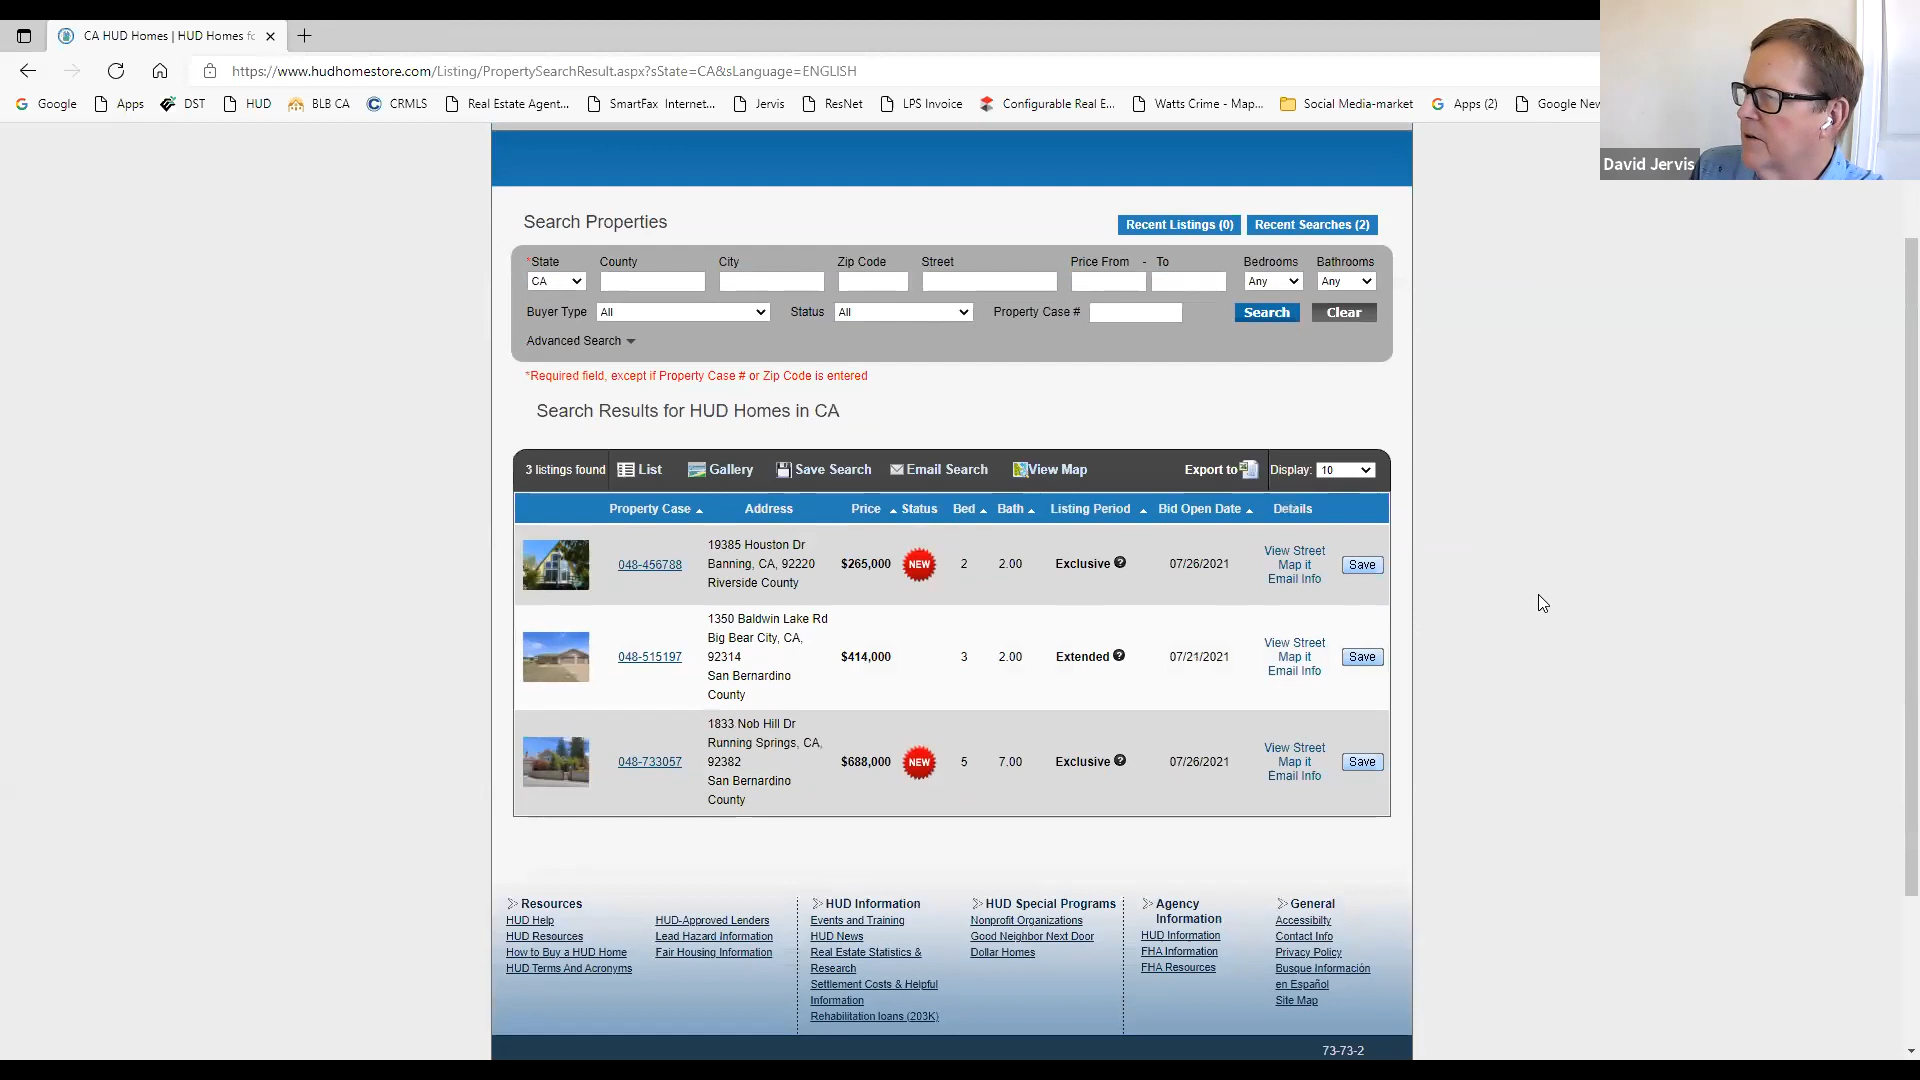 CA HUD Homes | HUD Homes fo
https://www.hudhomestore.com/Listing/PropertySearchResult.aspx?sState=CA&sLanguage=ENGLISH
Google Apps DST HUD BLB CA CRMLS Real Estate Agent... SmartFax Internet... Jervis ResNet LPS Invoice Configurable Real E... Watts Crime - Map... Social Media-market Apps (2) Google New
David Jervis
Search Properties
Recent Listings (0) Recent Searches (2)
*State County City Zip Code Street Price From - To Bedrooms Bathrooms
CA Any Any
Buyer Type All Status All Property Case # Search Clear
Advanced Search
*Required field, except if Property Case # or Zip Code is entered
Search Results for HUD Homes in CA
3 listings found List Gallery Save Search Email Search View Map Export to Display: 10
Property Case Address Price Status Bed Bath Listing Period Bid Open Date Details
048-456788
19385 Houston Dr
Banning, CA, 92220
Riverside County
$265,000 NEW 2 2.00 Exclusive ? 07/26/2021
View Street
Map it
Email Info
Save
048-515197
1350 Baldwin Lake Rd
Big Bear City, CA,
92314
San Bernardino
County
$414,000 3 2.00 Extended ? 07/21/2021
View Street
Map it
Email Info
Save
048-733057
1833 Nob Hill Dr
Running Springs, CA,
92382
San Bernardino
County
$688,000 NEW 5 7.00 Exclusive ? 07/26/2021
View Street
Map it
Email Info
Save
Resources
HUD Help
HUD Resources
How to Buy a HUD Home
HUD Terms And Acronyms
HUD-Approved Lenders
Lead Hazard Information
Fair Housing Information
HUD Information
Events and Training
HUD News
Real Estate Statistics &
Research
Settlement Costs & Helpful
Information
Rehabilitation loans (203K)
HUD Special Programs
Nonprofit Organizations
Good Neighbor Next Door
Dollar Homes
Agency
Information
HUD Information
FHA Information
FHA Resources
General
Accessibilty
Contact Info
Privacy Policy
Busque Información
en Español
Site Map
73-73-2